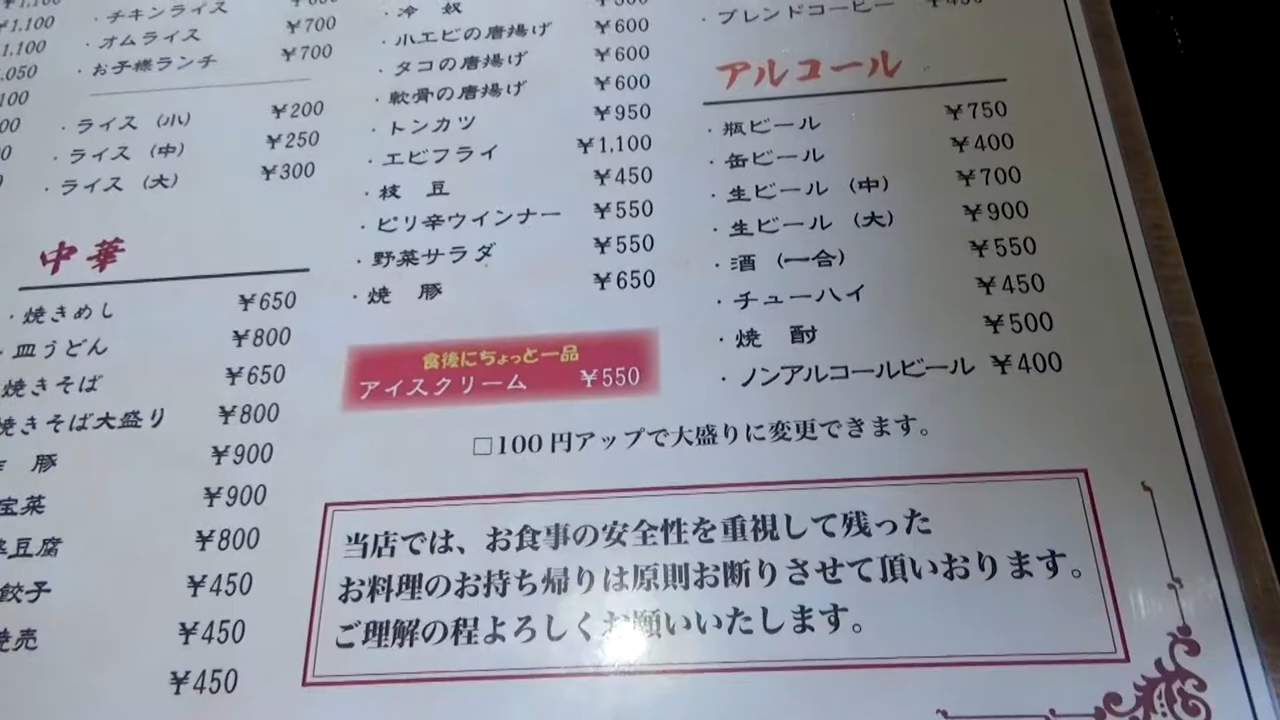 ¥1,100
¥1,100
・チキンライス
・オムライス ¥700
・お子様ランチ ¥700
・ライス（小） ¥200
・ライス（中） ¥250
・ライス（大） ¥300
中華
・焼きめし ¥650
・皿うどん ¥800
焼きそば ¥650
焼きそば大盛り ¥800
豚 ¥900
宝菜 ¥900
豆腐 ¥800
餃子 ¥450
焼売 ¥450
¥450
・冷 奴
・小エビの唐揚げ ¥600
・タコの唐揚げ ¥600
・軟骨の唐揚げ ¥600
・トンカツ ¥950
・エビフライ ¥1,100
・枝 豆 ¥450
・ピリ辛ウインナー ¥550
・野菜サラダ ¥550
・焼 豚 ¥650
食後にちょっと一品
アイスクリーム ¥550
・ブレンドコーヒー
アルコール
・瓶ビール ¥750
・缶ビール ¥400
・生ビール（中） ¥700
・生ビール（大） ¥900
・酒（一合） ¥550
・チューハイ ¥450
・焼 酎 ¥500
・ノンアルコールビール ¥400
□100円アップで大盛りに変更できます。
当店では、お食事の安全性を重視して残った
お料理のお持ち帰りは原則お断りさせて頂いおります。
ご理解の程よろしくお願いいたします。